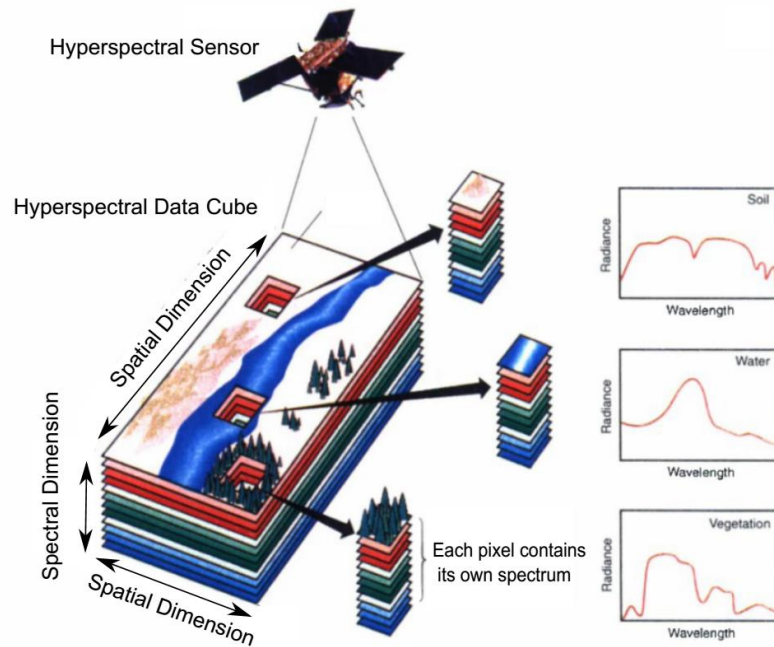 Hyperspectral Sensor
Hyperspectral Data Cube
Spatial Dimension
Spectral Dimension
Spatial Dimension
Each pixel contains
its own spectrum
Soil
Radiance
Wavelength
Water
Radiance
Wavelength
Vegetation
Radiance
Wavelength